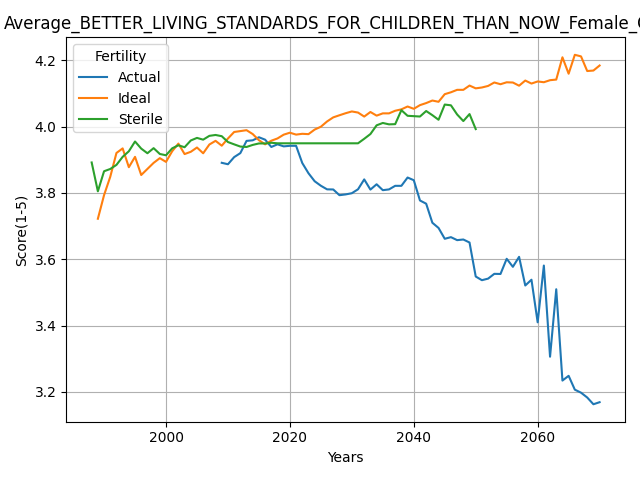 Average_BETTER_LIVING_STANDARDS_FOR_CHILDREN_THAN_NOW_Female_
Fertility
Actual
Ideal
Sterile
Score(1-5)
4.2
4.0
3.8
3.6
3.4
3.2
2000 2020 2040 2060
Years